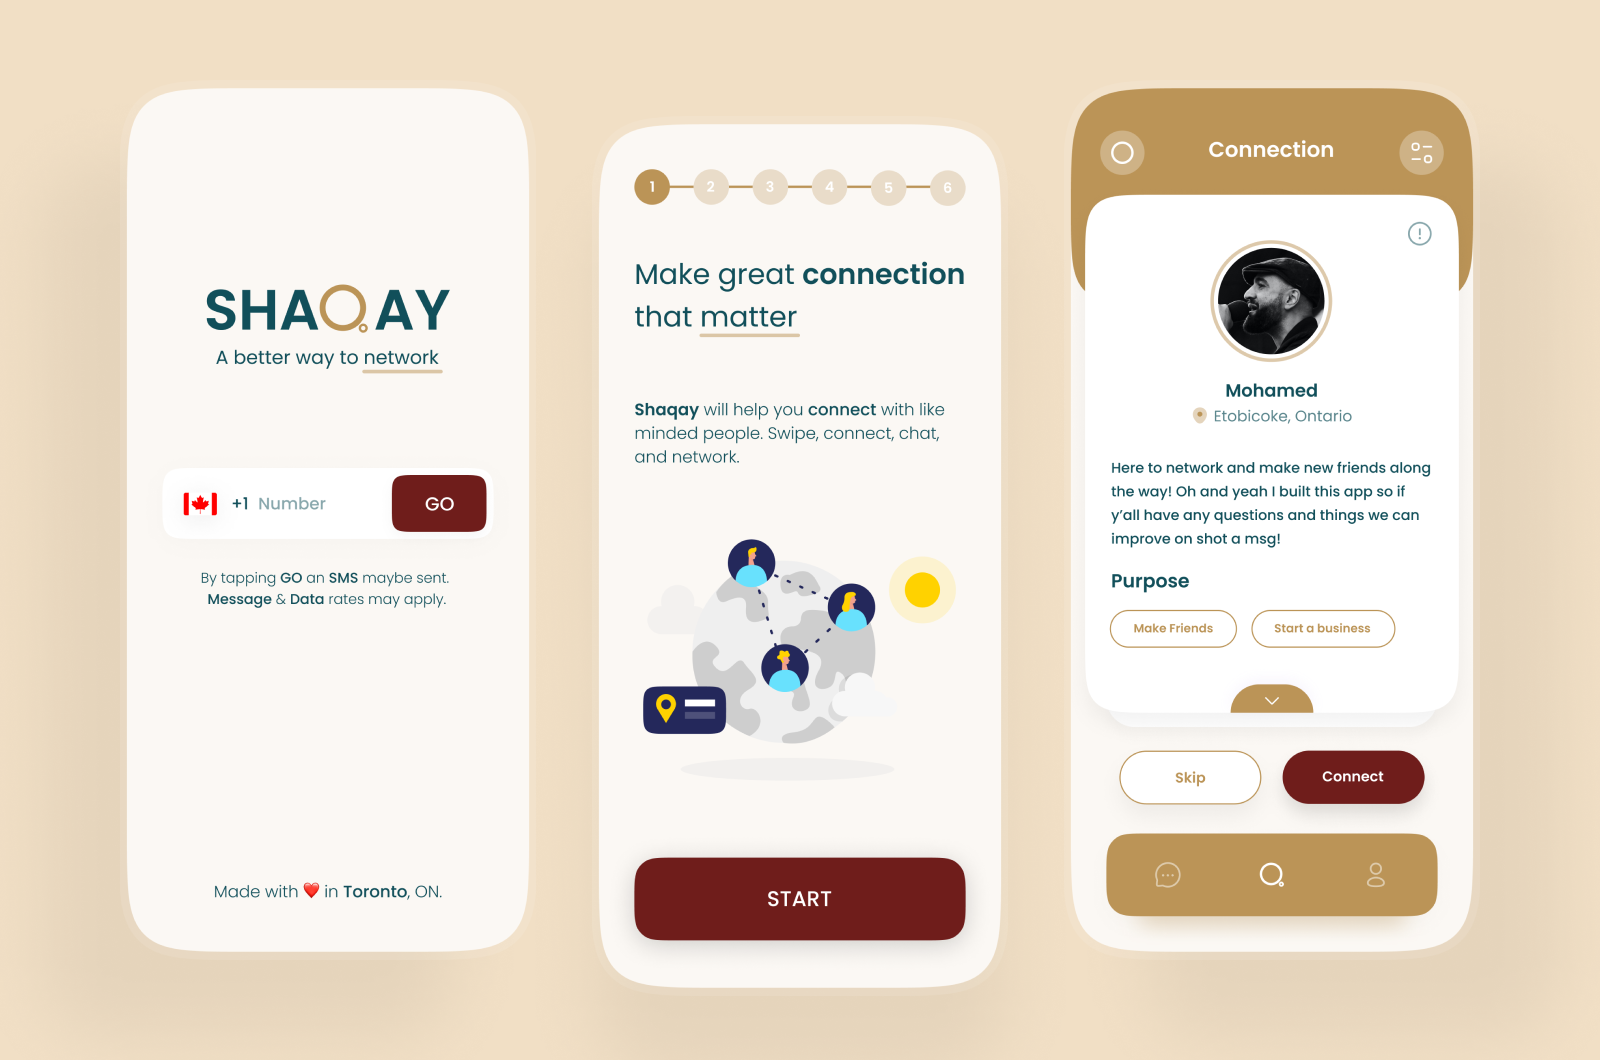 SHAQAY
A better way to network
+1 Number
GO
By tapping GO an SMS maybe sent.
Message & Data rates may apply.
Made with ❤️ in Toronto, ON.
1 2 3 4 5 6
Make great connection
that matter
Shaqay will help you connect with like
minded people. Swipe, connect, chat,
and network.
START
Connection
Mohamed
Etobicoke, Ontario
Here to network and make new friends along
the way! Oh and yeah I built this app so if
y’all have any questions and things we can
improve on shot a msg!
Purpose
Make Friends
Start a business
Skip
Connect